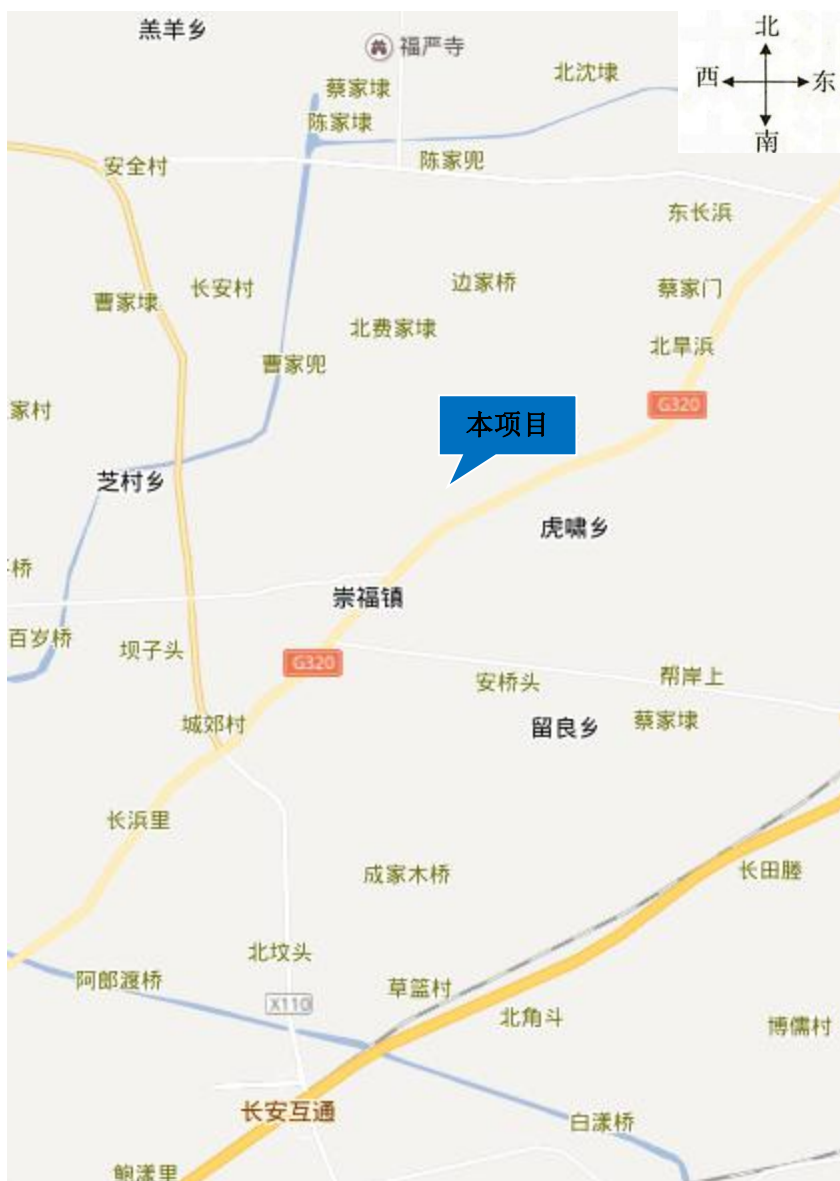 羔羊乡
福严寺
北
北沈埭
西
东
蔡家埭
陈家埭
南
安全村
陈家兜
东长浜
长安村
边家桥
蔡家门
曹家埭
北费家埭
北旱浜
曹家兜
家村
G320
本项目
芝村乡
虎啸乡
桥
崇福镇
百岁桥
坝子头
G320
安桥头
帮岸上
城郊村
留良乡
蔡家埭
长浜里
成家木桥
长田塍
北坟头
阿郎渡桥
草篮村
X110
北角斗
博儒村
长安互通
白漾桥
鲍漾里